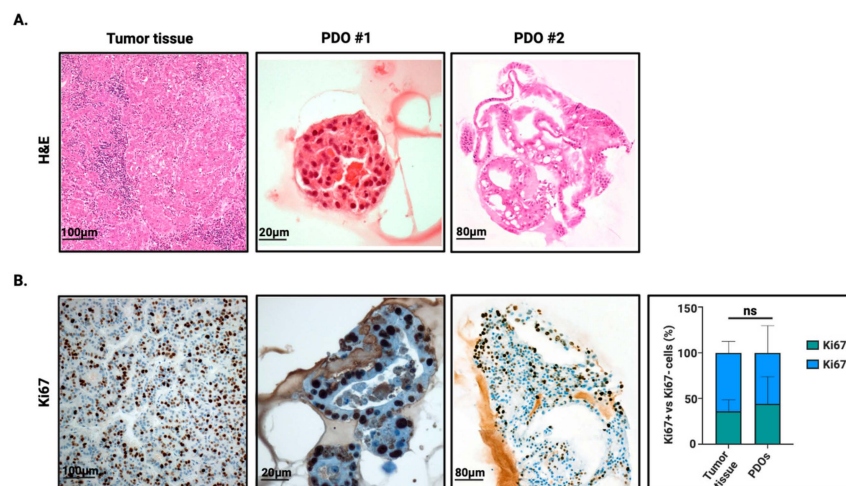 A.
Tumor tissue PDO #1 PDO #2
H&E
100µm 20µm 80µm
B.
Ki67
100µm 20µm 80µm
Ki67+ vs Ki67- cells (%)
150
100
50
0
ns
Tumor tissue
PDOs
Ki67
Ki67